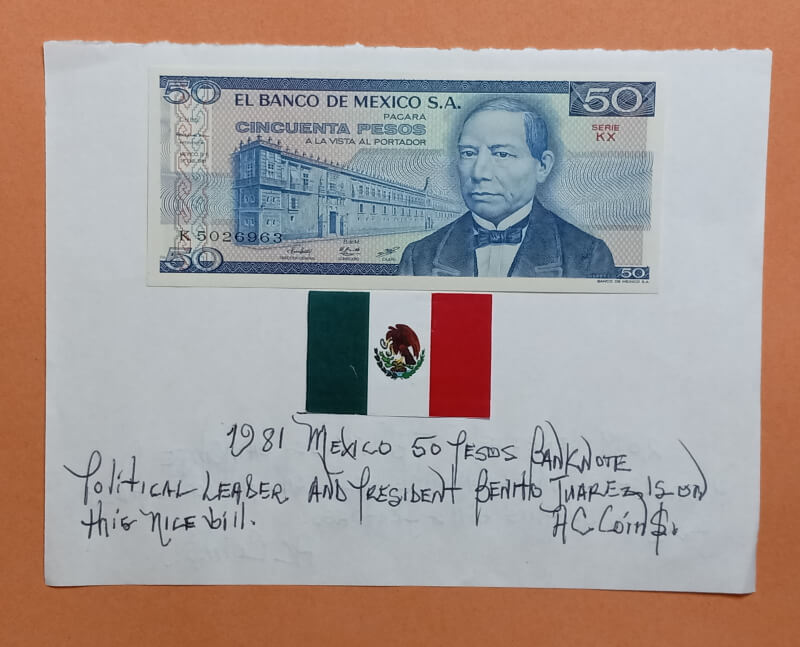 50
EL BANCO DE MEXICO S.A.
50
PAGARÁ
CINCUENTA PESOS
A LA VISTA AL PORTADOR
SERIE
KX
K 5026963
50
50
BANCO DE MEXICO S.A.
1981 MEXICO 50 PESOS BANKNOTE
POLITICAL LEADER AND PRESIDENT BENITO JUAREZ IS ON
this NICE bill. AC COIN$.